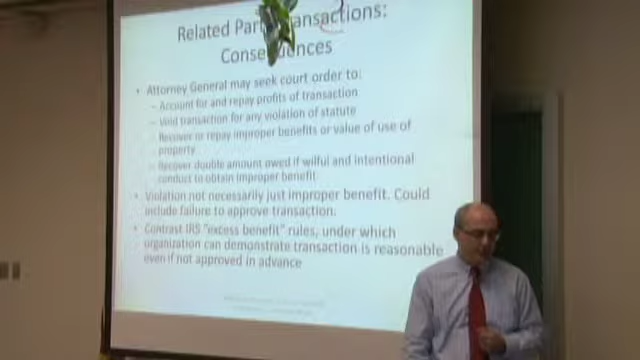 Related Party Transactions:
Consequences
• Attorney General may seek court order to:
– Account for and repay profits of transaction
– Void transaction for any violation of statute
– Recover or repay improper benefits or value of use of
property
– Recover double amount owed if wilful and intentional
conduct to obtain improper benefit
• Violation not necessarily just improper benefit. Could
include failure to approve transaction.
• Contrast IRS "excess benefit" rules, under which
organization can demonstrate transaction is reasonable
even if not approved in advance